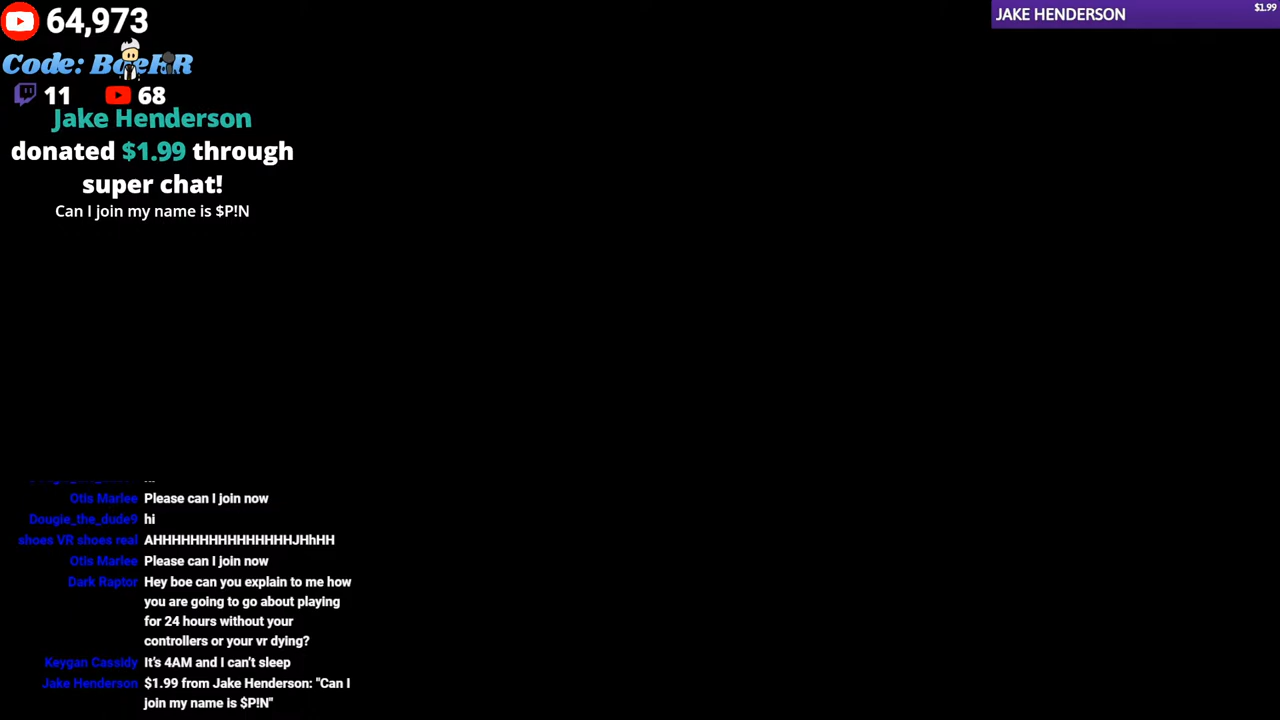 64,973
JAKE HENDERSON $1.99
Code: BoeHR
11 68
Jake Henderson
donated $1.99 through
super chat!
Can I join my name is $P!N
Otis Marlee Please can I join now
Dougie_the_dude9 hi
shoes VR shoes real AHHHHHHHHHHHHHHHJHhHH
Otis Marlee Please can I join now
Dark Raptor Hey boe can you explain to me how
you are going to go about playing
for 24 hours without your
controllers or your vr dying?
Keygan Cassidy It's 4AM and I can't sleep
Jake Henderson $1.99 from Jake Henderson: "Can I
join my name is $P!N"